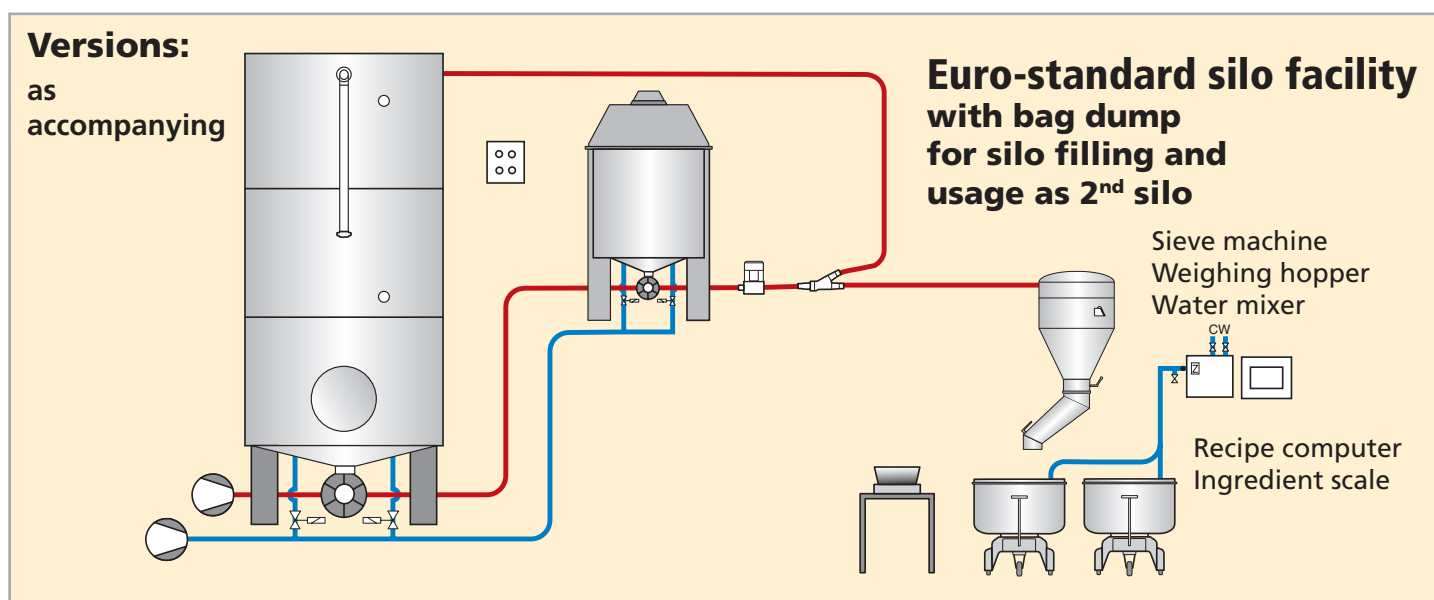 Versions:
as
accompanying
Euro-standard silo facility
with bag dump
for silo filling and
usage as 2nd silo
Sieve machine
Weighing hopper
Water mixer
CW
Z
Recipe computer
Ingredient scale